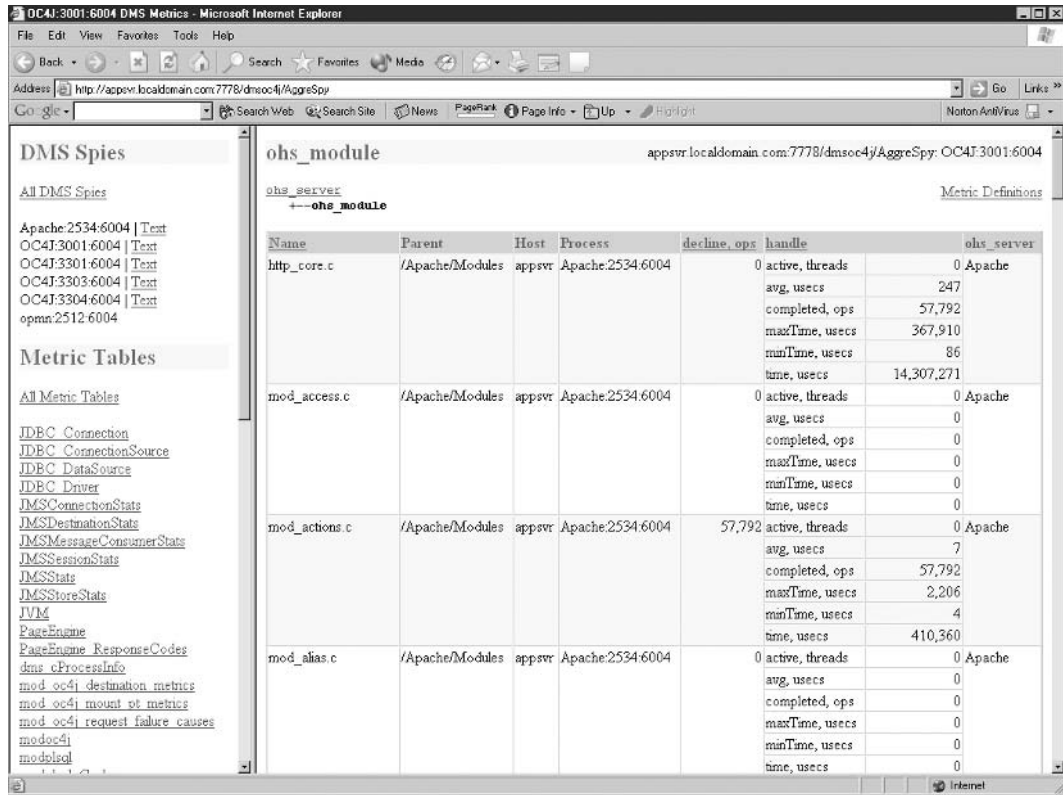 OC4J:3001:6004 DMS Metrics - Microsoft Internet Explorer
File Edit View Favorites Tools Help
Back Search Favorites Media
Address http://appsvr.localdomain.com:7778/dmsoc4j/AggreSpy Go Links »
Google Search Web Search Site News PageRank Page Info Up Highlight Norton AntiVirus
DMS Spies
All DMS Spies
Apache:2534:6004 | Text
OC4J:3001:6004 | Text
OC4J:3301:6004 | Text
OC4J:3303:6004 | Text
OC4J:3304:6004 | Text
opmn:2512:6004
Metric Tables
All Metric Tables
JDBC_Connection
JDBC_ConnectionSource
JDBC_DataSource
JDBC_Driver
JMSConnectionStats
JMSDestinationStats
JMSMessageConsumerStats
JMSSessionStats
JMSStats
JMSStoreStats
JVM
PageEngine
PageEngine_ResponseCodes
dms_cProcessInfo
mod_oc4j_destination_metrics
mod_oc4j_mount_pt_metrics
mod_oc4j_request_failure_causes
modoc4j
modplsql
ohs_module appsvr.localdomain.com:7778/dmsoc4j/AggreSpy: OC4J:3001:6004
ohs_server Metric Definitions
+--ohs_module
Name Parent Host Process decline, ops handle ohs_server
http_core.c /Apache/Modules appsvr Apache:2534:6004 0 active, threads 0 Apache
avg, usecs 247
completed, ops 57,792
maxTime, usecs 367,910
minTime, usecs 86
time, usecs 14,307,271
mod_access.c /Apache/Modules appsvr Apache:2534:6004 0 active, threads 0 Apache
avg, usecs 0
completed, ops 0
maxTime, usecs 0
minTime, usecs 0
time, usecs 0
mod_actions.c /Apache/Modules appsvr Apache:2534:6004 57,792 active, threads 0 Apache
avg, usecs 7
completed, ops 57,792
maxTime, usecs 2,206
minTime, usecs 4
time, usecs 410,360
mod_alias.c /Apache/Modules appsvr Apache:2534:6004 0 active, threads 0 Apache
avg, usecs 0
completed, ops 0
maxTime, usecs 0
minTime, usecs 0
time, usecs 0
Internet